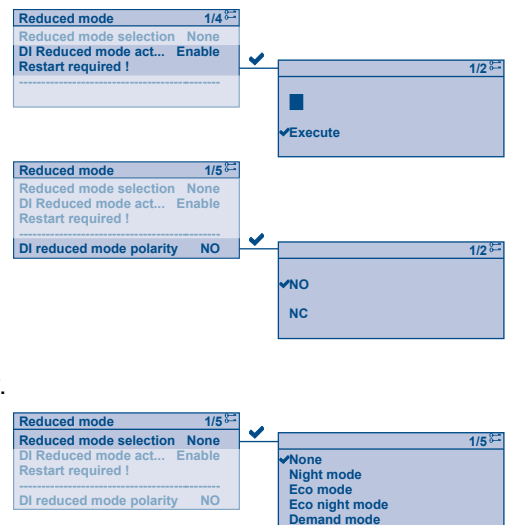 Reduced mode 1/4
Reduced mode selection None
DI Reduced mode act... Enable
Restart required !
----------------------------------------
1/2
Execute
Reduced mode 1/5
Reduced mode selection None
DI Reduced mode act... Enable
Restart required !
----------------------------------------
DI reduced mode polarity NO
1/2
NO
NC
.
Reduced mode 1/5
Reduced mode selection None
DI Reduced mode act... Enable
Restart required !
----------------------------------------
DI reduced mode polarity NO
1/5
None
Night mode
Eco mode
Eco night mode
Demand mode